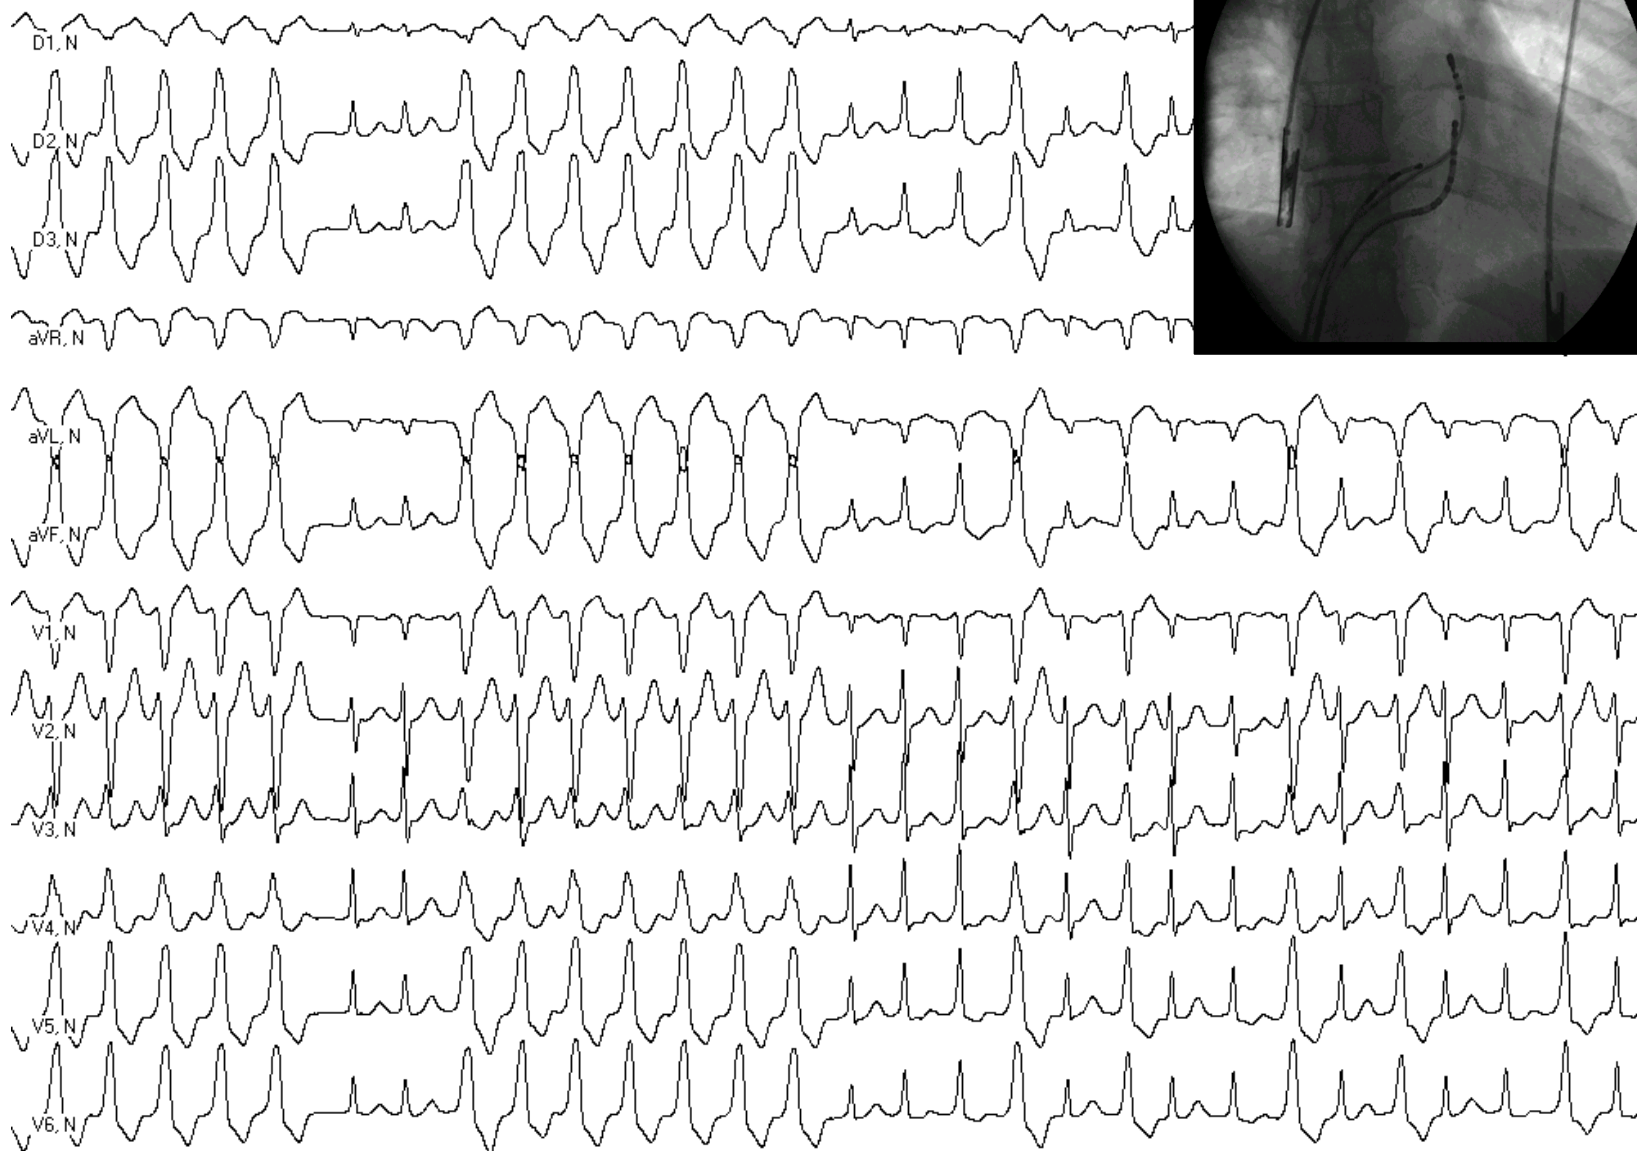 D1, N
D2, N
D3, N
aVR, N
aVL, N
aVF, N
V1, N
V2, N
V3, N
V4, N
V5, N
V6, N